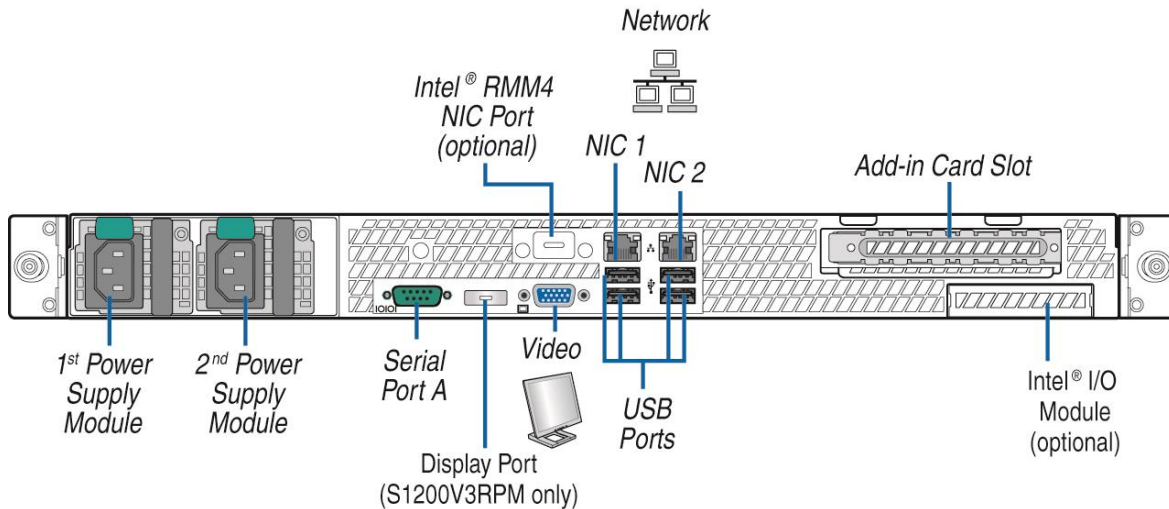 Network
Intel ® RMM4
NIC Port
(optional)
NIC 1
NIC 2
Add-in Card Slot
1st Power
Supply
Module
2nd Power
Supply
Module
Serial
Port A
IOIOI
Video
USB
Ports
Display Port
(S1200V3RPM only)
Intel® I/O
Module
(optional)